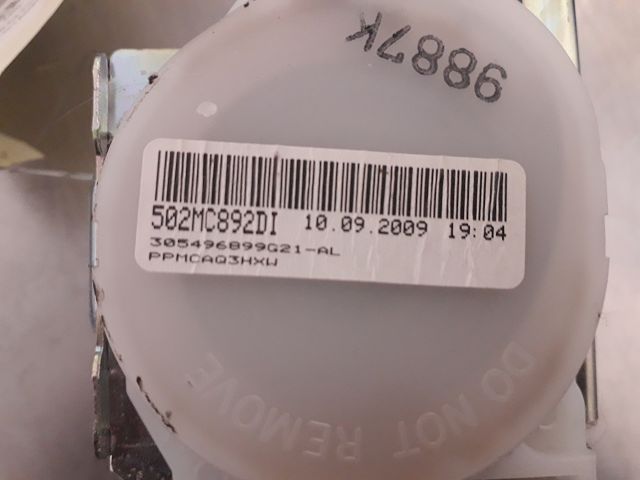 9887K
502MC892DI 10.09.2009 19:04
305496899G21-AL
PPMCAQ3HXW
DO NOT REMOVE